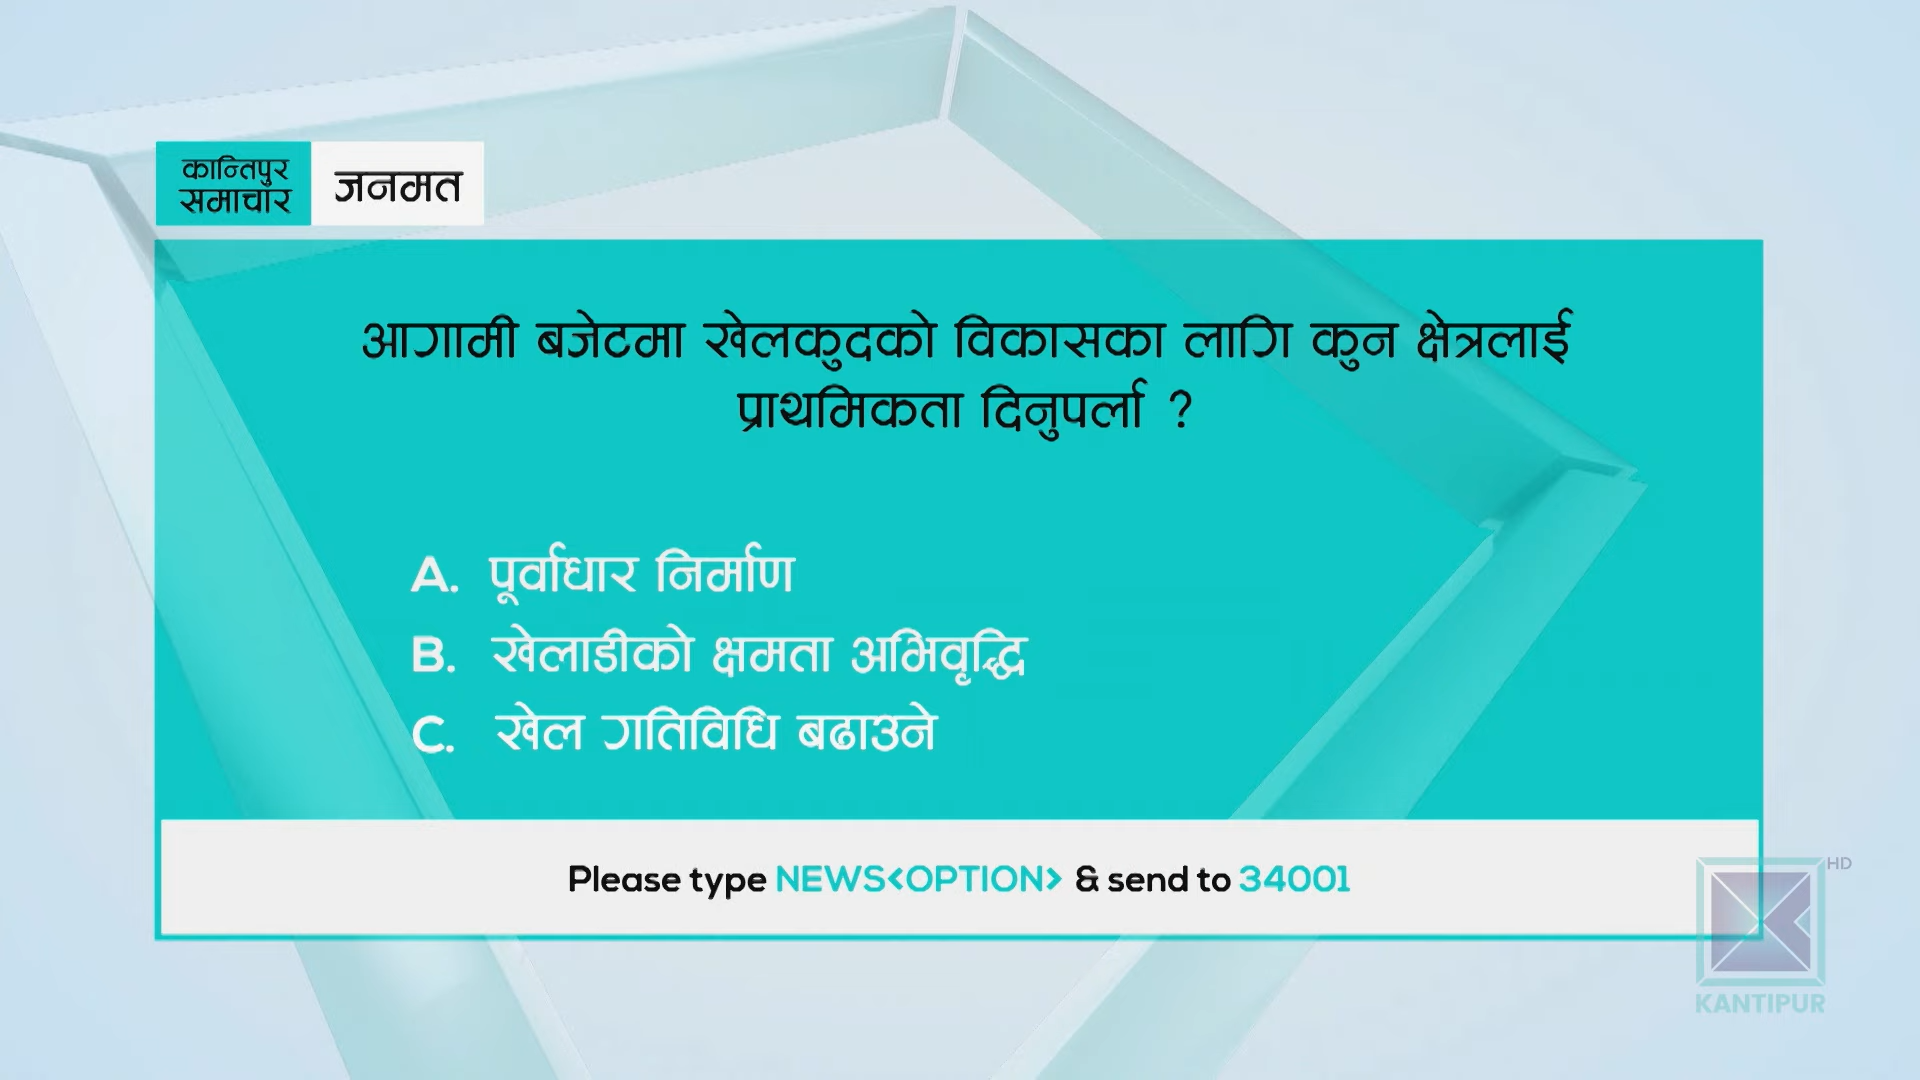 कान्तिपुर
समाचार
जनमत
आगामी बजेटमा खेलकुदको विकासका लागि कुन क्षेत्रलाई
प्राथमिकता दिनुपर्ला ?
A. पूर्वाधार निर्माण
B. खेलाडीको क्षमता अभिवृद्धि
C. खेल गतिविधि बढाउने
Please type NEWS<OPTION> & send to 34001
HD
KANTIPUR